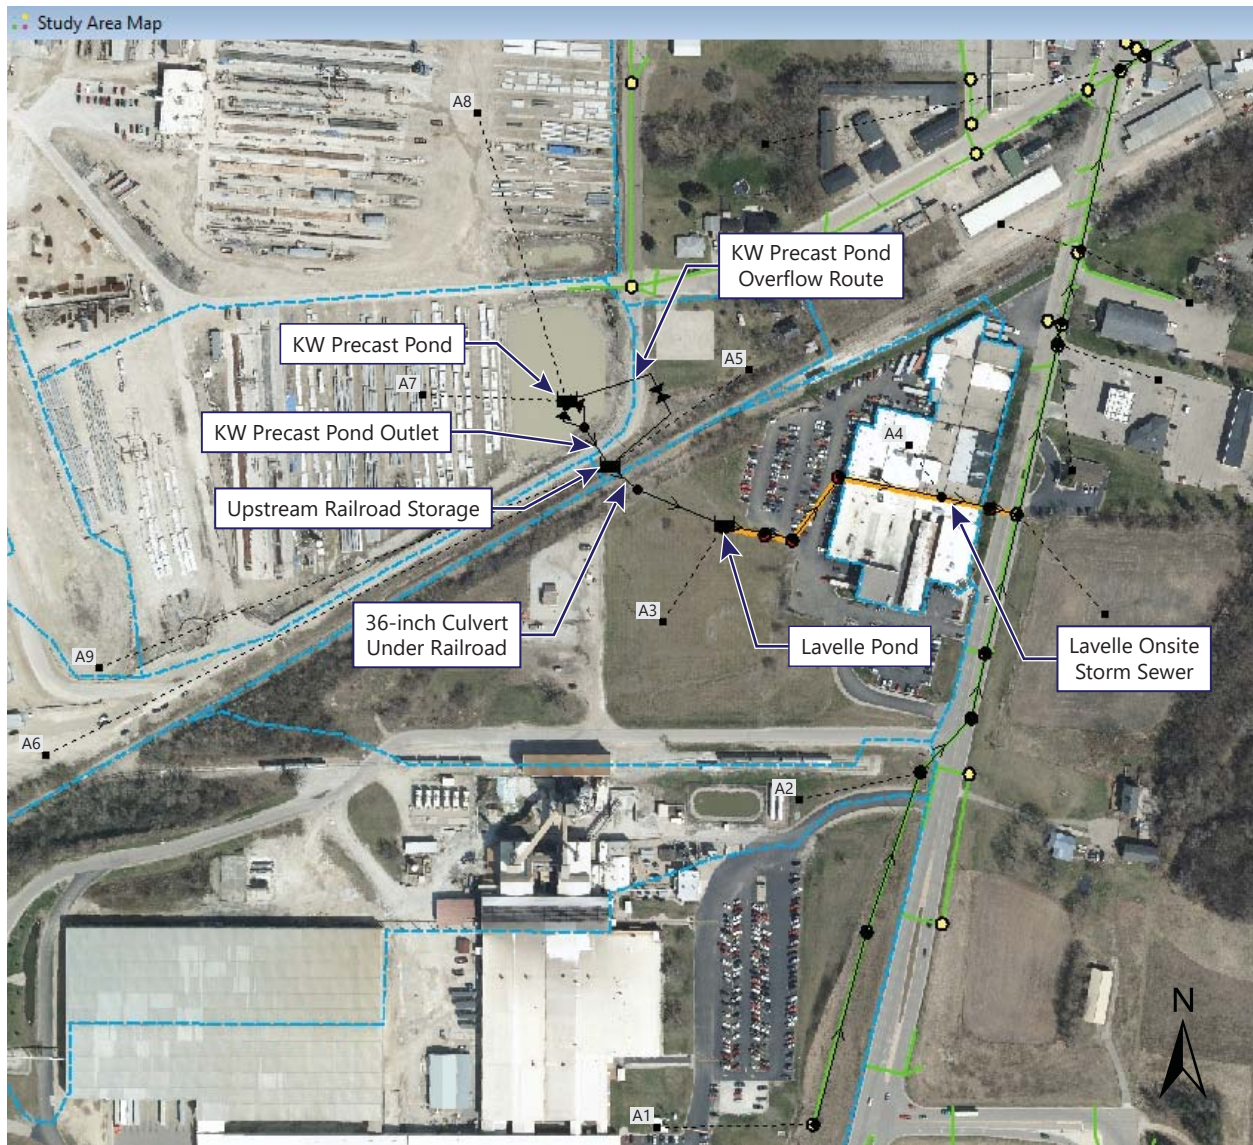 Study Area Map
A8
KW Precast Pond
Overflow Route
KW Precast Pond
A5
A7
KW Precast Pond Outlet
A4
Upstream Railroad Storage
36-inch Culvert
Under Railroad
A3
Lavelle Pond
Lavelle Onsite
Storm Sewer
A9
A6
A2
N
A1